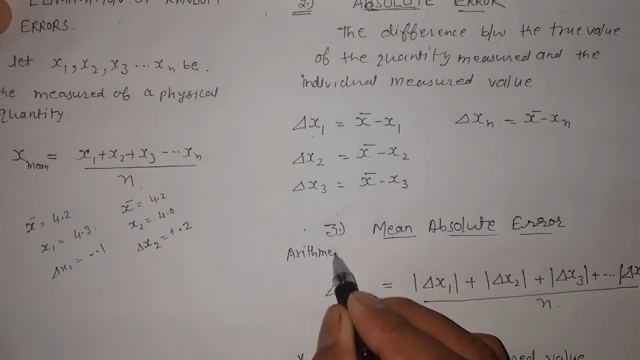 ERRORS.
let x₁, x₂, x₃ ... xₙ be.
the measured of a physical
quantity
x Mean = x₁+x₂+x₃ --- xₙ
n.
x̄ = 4.2
x₁ = 4.3
Δx₁ = -.1
x̄ = 4.2
x₂ = 4.0
Δx₂ = +.2
2.) ABSOLUTE ERROR
The difference b/w the true value
of the quantity measured and the
individual measured value.
Δx₁ = x̄ - x₁ Δxₙ = x̄ - xₙ
Δx₂ = x̄ - x₂
Δx₃ = x̄ - x₃
3.) Mean Absolute Error
Arithme
= |Δx₁| + |Δx₂| + |Δx₃| + ... |Δx
n.